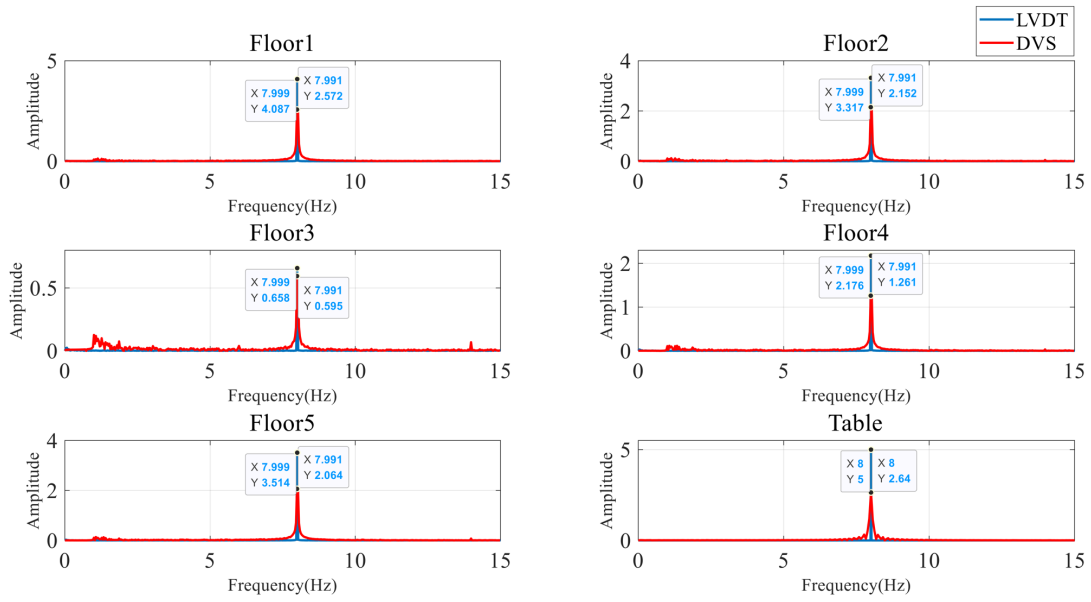 LVDT
DVS
Floor1
Amplitude
5
0
X 7.999
Y 4.087
X 7.991
Y 2.572
0 5 10 15
Frequency(Hz)
Floor2
Amplitude
4
2
0
X 7.999
Y 3.317
X 7.991
Y 2.152
0 5 10 15
Frequency(Hz)
Floor3
Amplitude
0.5
0
X 7.999
Y 0.658
X 7.991
Y 0.595
0 5 10 15
Frequency(Hz)
Floor4
Amplitude
2
1
0
X 7.999
Y 2.176
X 7.991
Y 1.261
0 5 10 15
Frequency(Hz)
Floor5
Amplitude
4
2
0
X 7.999
Y 3.514
X 7.991
Y 2.064
0 5 10 15
Frequency(Hz)
Table
Amplitude
5
0
X 8
Y 5
X 8
Y 2.64
0 5 10 15
Frequency(Hz)